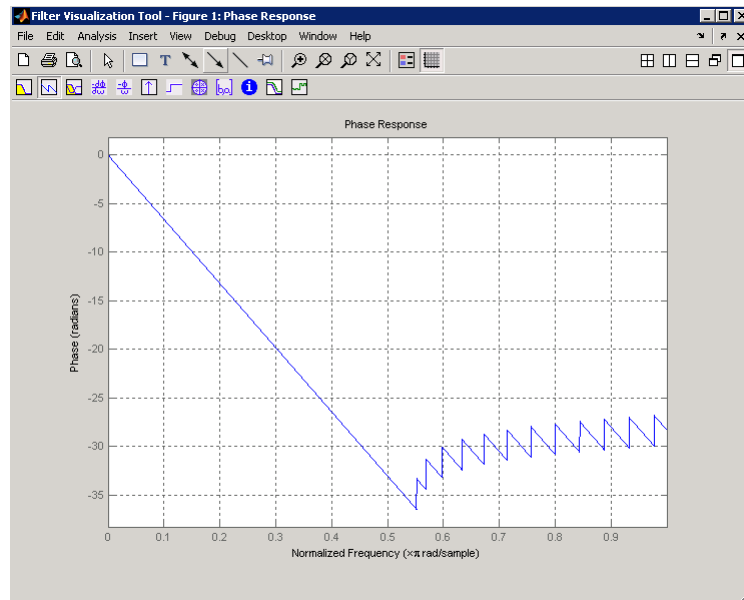 Filter Visualization Tool - Figure 1: Phase Response
File Edit Analysis Insert View Debug Desktop Window Help
T
Phase Response
0
-5
-10
-15
-20
-25
-30
-35
Phase (radians)
0 0.1 0.2 0.3 0.4 0.5 0.6 0.7 0.8 0.9
Normalized Frequency (×π rad/sample)